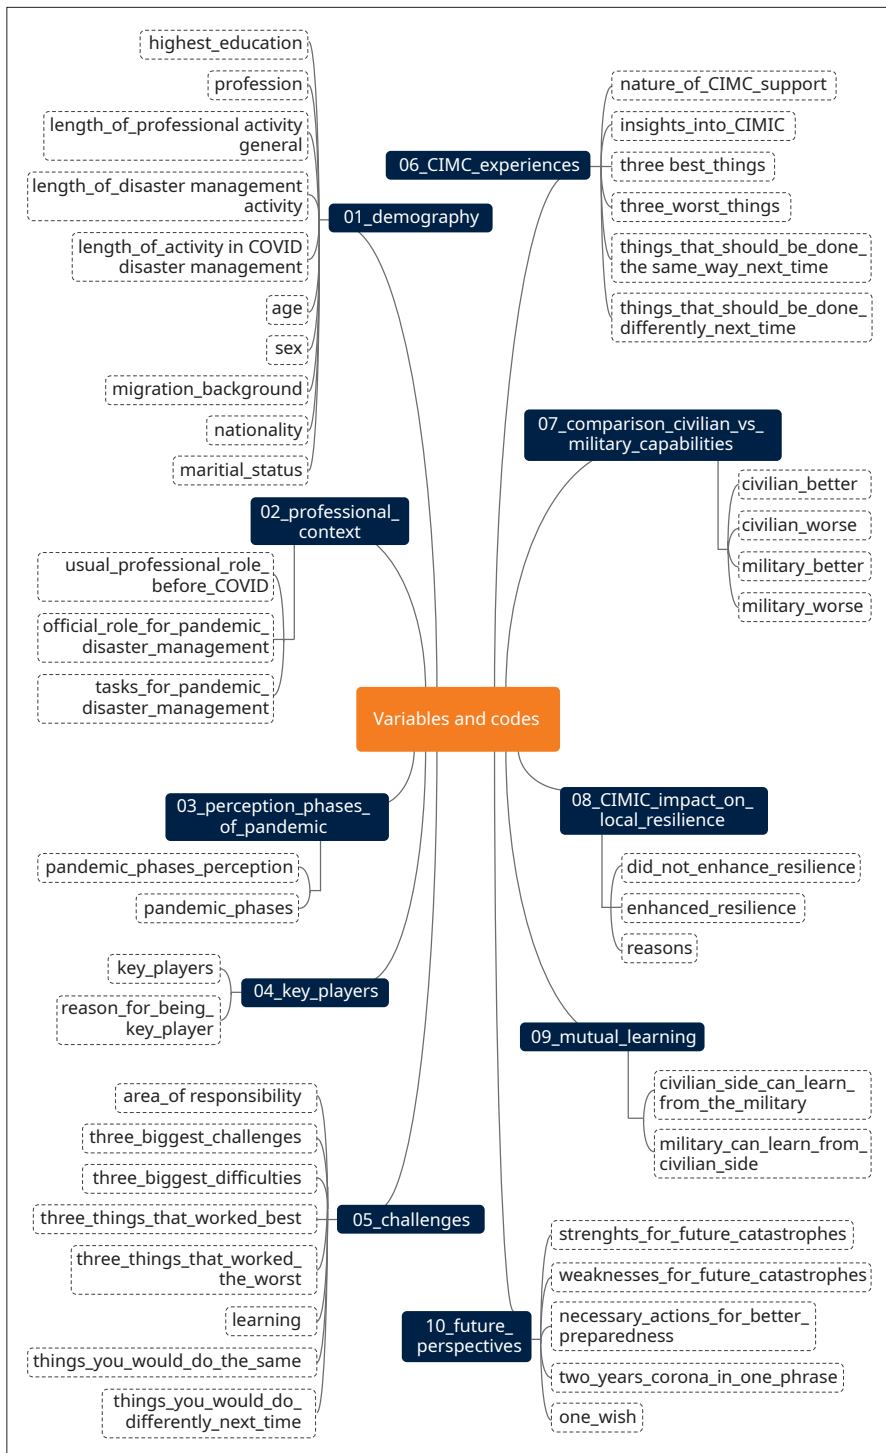 Variables and codes
01_demography
highest_education
profession
length_of_professional activity
general
length_of_disaster management
activity
length_of_activity in COVID
disaster management
age
sex
migration_background
nationality
maritial_status
02_professional_
context
usual_professional_role_
before_COVID
official_role_for_pandemic_
disaster_management
tasks_for_pandemic_
disaster_management
03_perception_phases_
of_pandemic
pandemic_phases_perception
pandemic_phases
04_key_players
key_players
reason_for_being_
key_player
05_challenges
area_of responsibility
three_biggest_challenges
three_biggest_difficulties
three_things_that_worked_best
three_things_that_worked_
the_worst
learning
things_you_would_do_the_same
things_you_would_do_
differently_next_time
06_CIMC_experiences
nature_of_CIMC_support
insights_into_CIMIC
three best_things
three_worst_things
things_that_should_be_done_
the same_way_next_time
things_that_should_be_done_
differently_next_time
07_comparison_civilian_vs_
military_capabilities
civilian_better
civilian_worse
military_better
military_worse
08_CIMIC_impact_on_
local_resilience
did_not_enhance_resilience
enhanced_resilience
reasons
09_mutual_learning
civilian_side_can_learn_
from_the_military
military_can_learn_from_
civilian_side
10_future_
perspectives
strenghts_for_future_catastrophes
weaknesses_for_future_catastrophes
necessary_actions_for_better_
preparedness
two_years_corona_in_one_phrase
one_wish